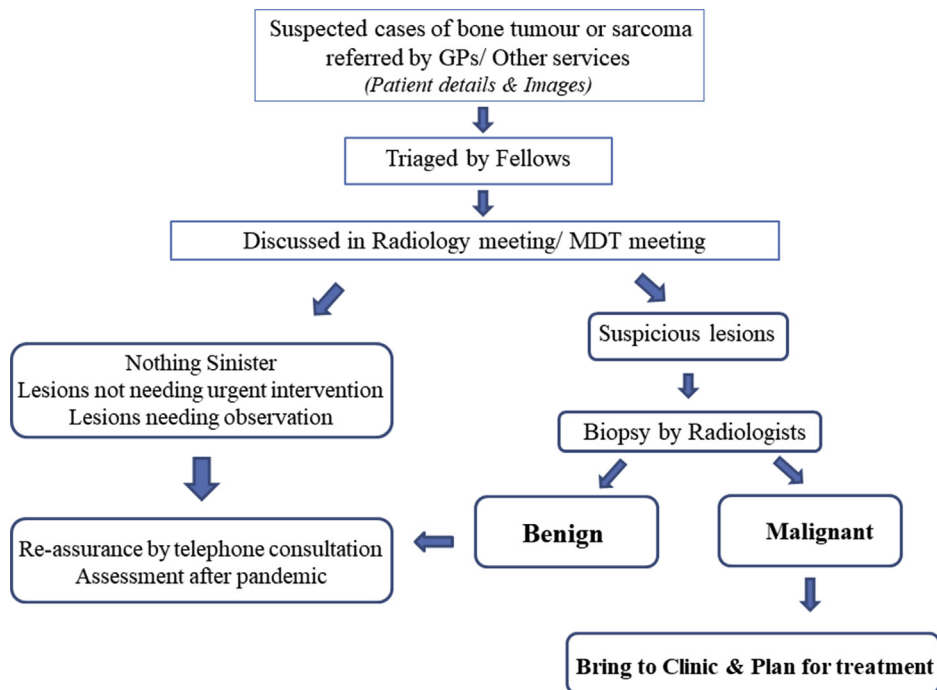 Suspected cases of bone tumour or sarcoma
referred by GPs/ Other services
(Patient details & Images)
Triaged by Fellows
Discussed in Radiology meeting/ MDT meeting
Suspicious lesions
Nothing Sinister
Lesions not needing urgent intervention
Lesions needing observation
Biopsy by Radiologists
Benign
Malignant
Re-assurance by telephone consultation
Assessment after pandemic
Bring to Clinic & Plan for treatment